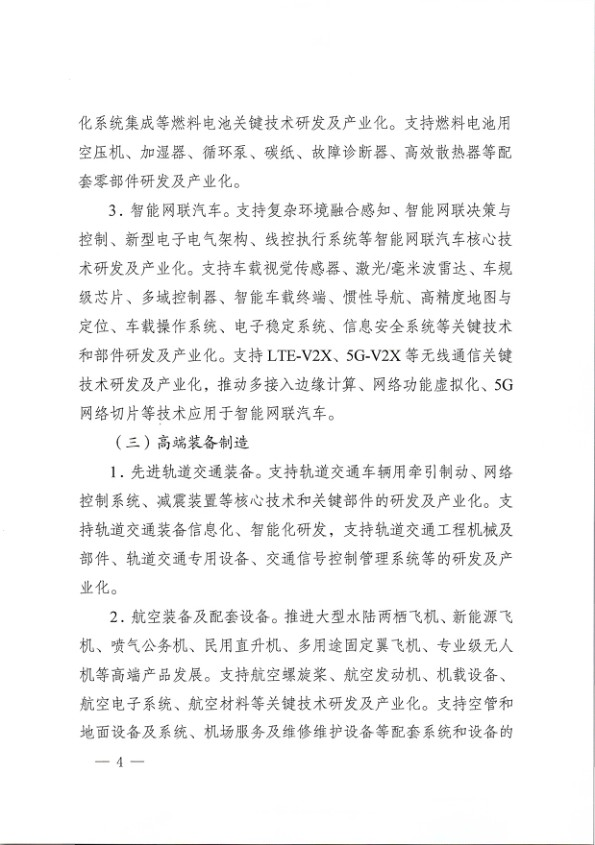 化系统集成等燃料电池关键技术研发及产业化。支持燃料电池用
空压机、加湿器、循环泵、碳纸、故障诊断器、高效散热器等配
套零部件研发及产业化。
3．智能网联汽车。支持复杂环境融合感知、智能网联决策与
控制、新型电子电气架构、线控执行系统等智能网联汽车核心技
术研发及产业化。支持车载视觉传感器、激光/毫米波雷达、车规
级芯片、多域控制器、智能车载终端、惯性导航、高精度地图与
定位、车载操作系统、电子稳定系统、信息安全系统等关键技术
和部件研发及产业化。支持 LTE-V2X、5G-V2X 等无线通信关键
技术研发及产业化，推动多接入边缘计算、网络功能虚拟化、5G
网络切片等技术应用于智能网联汽车。
（三）高端装备制造
1．先进轨道交通装备。支持轨道交通车辆用牵引制动、网络
控制系统、减震装置等核心技术和关键部件的研发及产业化。支
持轨道交通装备信息化、智能化研发，支持轨道交通工程机械及
部件、轨道交通专用设备、交通信号控制管理系统等的研发及产
业化。
2．航空装备及配套设备。推进大型水陆两栖飞机、新能源飞
机、喷气公务机、民用直升机、多用途固定翼飞机、专业级无人
机等高端产品发展。支持航空螺旋桨、航空发动机、机载设备、
航空电子系统、航空材料等关键技术研发及产业化。支持空管和
地面设备及系统、机场服务及维修维护设备等配套系统和设备的
— 4 —